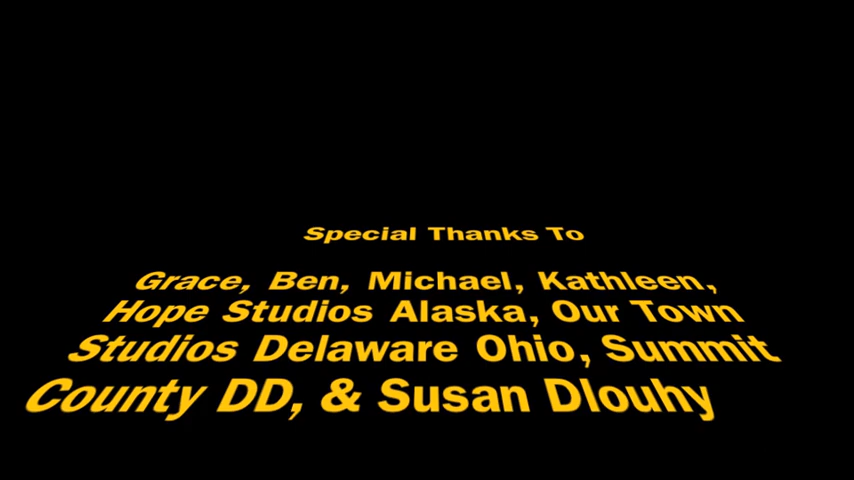 Special Thanks To
Grace, Ben, Michael, Kathleen,
Hope Studios Alaska, Our Town
Studios Delaware Ohio, Summit
County DD, & Susan Dlouhy